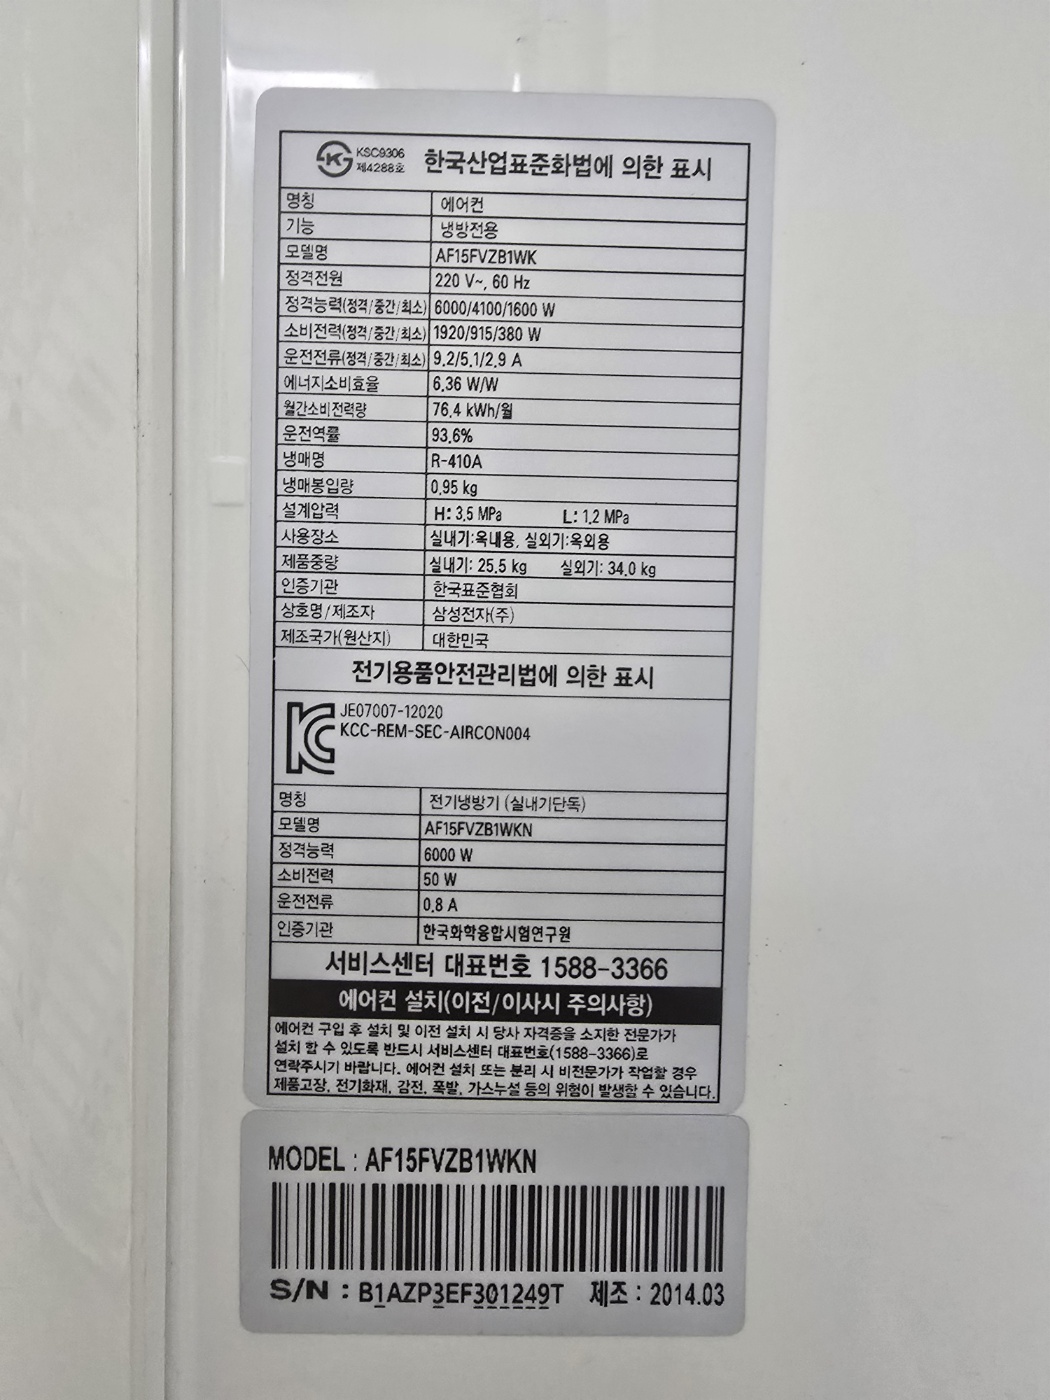 KSC9306
제4288호
한국산업표준화법에 의한 표시
명칭 에어컨
기능 냉방전용
모델명 AF15FVZB1WK
정격전원 220 V~, 60 Hz
정격능력(정격/중간/최소) 6000/4100/1600 W
소비전력(정격/중간/최소) 1920/915/380 W
운전전류(정격/중간/최소) 9.2/5.1/2.9 A
에너지소비효율 6.36 W/W
월간소비전력량 76.4 kWh/월
운전역률 93.6%
냉매명 R-410A
냉매봉입량 0.95 kg
설계압력 H: 3.5 MPa L: 1.2 MPa
사용장소 실내기:옥내용, 실외기:옥외용
제품중량 실내기: 25.5 kg 실외기: 34.0 kg
인증기관 한국표준협회
상호명/제조자 삼성전자(주)
제조국가(원산지) 대한민국
전기용품안전관리법에 의한 표시
JE07007-12020
KCC-REM-SEC-AIRCON004
명칭 전기냉방기 (실내기단독)
모델명 AF15FVZB1WKN
정격능력 6000 W
소비전력 50 W
운전전류 0.8 A
인증기관 한국화학융합시험연구원
서비스센터 대표번호 1588-3366
에어컨 설치(이전/이사시 주의사항)
에어컨 구입 후 설치 및 이전 설치 시 당사 자격증을 소지한 전문가가
설치 할 수 있도록 반드시 서비스센터 대표번호(1588-3366)로
연락주시기 바랍니다. 에어컨 설치 또는 분리 시 비전문가가 작업할 경우
제품고장, 전기화재, 감전, 폭발, 가스누설 등의 위험이 발생할 수 있습니다.
MODEL : AF15FVZB1WKN
S/N : B1AZP3EF301249T 제조 : 2014.03